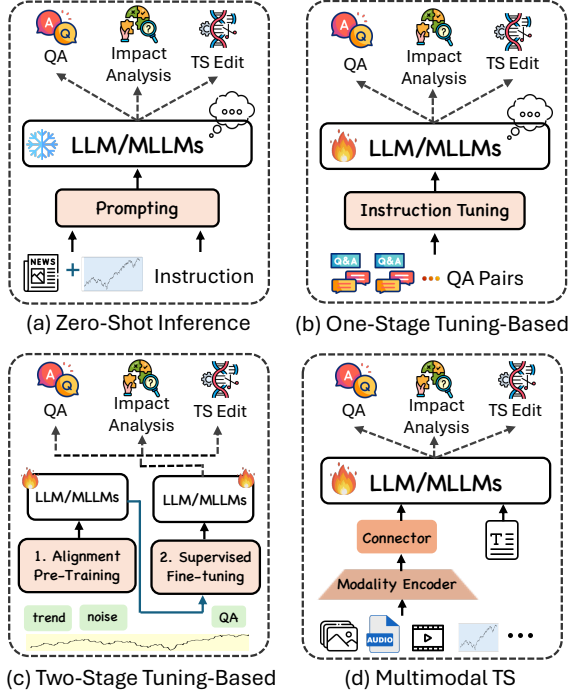 A
Q
QA
Impact
Analysis
TS Edit
LLM/MLLMs
Prompting
NEWS
+
Instruction
(a) Zero-Shot Inference
A
Q
QA
Impact
Analysis
TS Edit
LLM/MLLMs
Instruction Tuning
Q&A
Q&A
QA Pairs
(b) One-Stage Tuning-Based
A
Q
QA
Impact
Analysis
TS Edit
LLM/MLLMs
LLM/MLLMs
1. Alignment
Pre-Training
2. Supervised
Fine-tuning
trend
noise
QA
(c) Two-Stage Tuning-Based
A
Q
QA
Impact
Analysis
TS Edit
LLM/MLLMs
Connector
T
Modality Encoder
AUDIO
(d) Multimodal TS